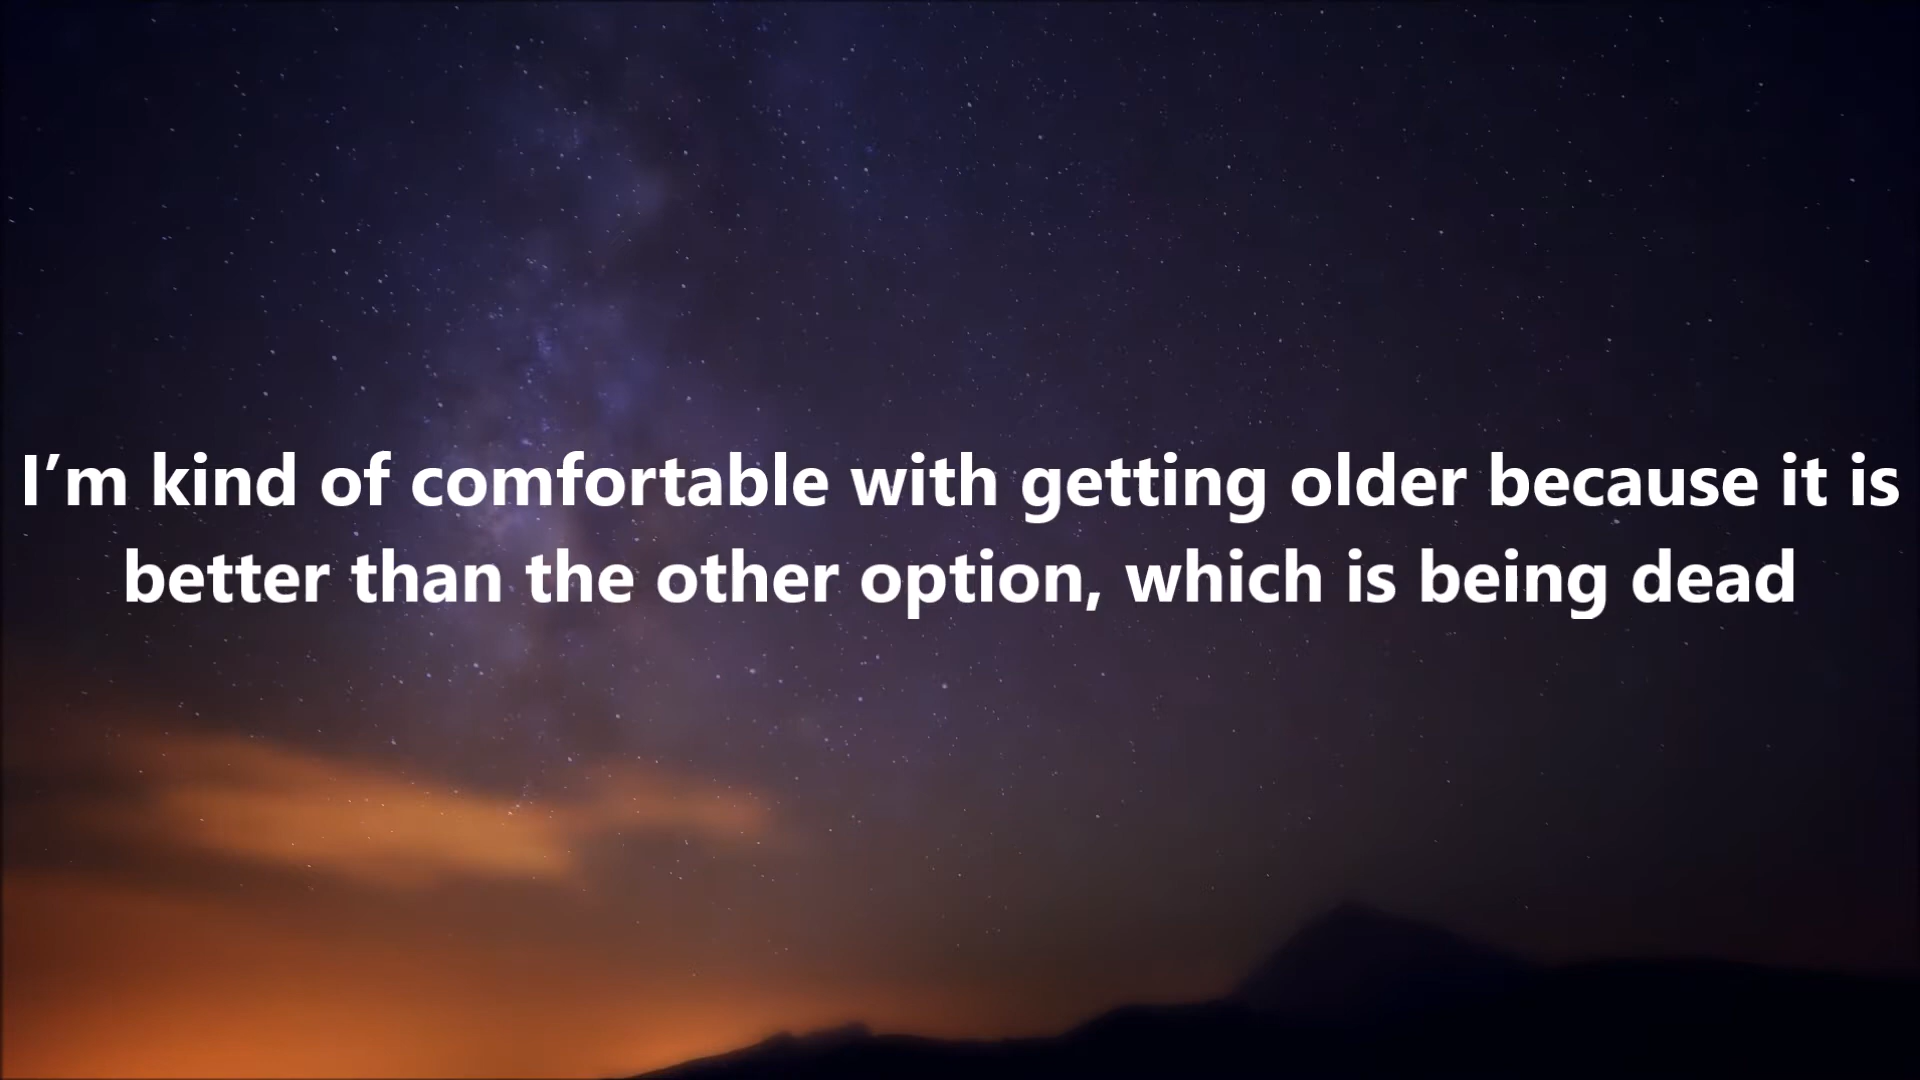 I’m kind of comfortable with getting older because it is
better than the other option, which is being dead